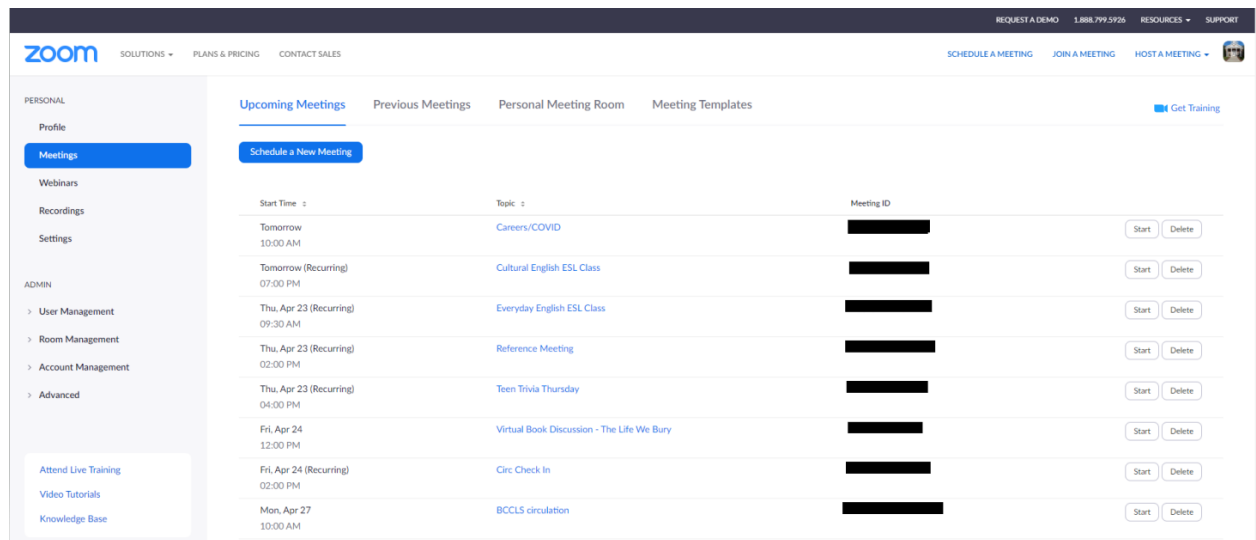 REQUEST A DEMO 1.888.799.5926 RESOURCES SUPPORT
zoom SOLUTIONS PLANS & PRICING CONTACT SALES SCHEDULE A MEETING JOIN A MEETING HOST A MEETING
PERSONAL
Profile
Meetings
Webinars
Recordings
Settings
ADMIN
User Management
Room Management
Account Management
Advanced
Attend Live Training
Video Tutorials
Knowledge Base
Upcoming Meetings Previous Meetings Personal Meeting Room Meeting Templates
Get Training
Schedule a New Meeting
Start Time Topic Meeting ID
Tomorrow Careers/COVID Start Delete
10:00 AM
Tomorrow (Recurring) Cultural English ESL Class Start Delete
07:00 PM
Thu, Apr 23 (Recurring) Everyday English ESL Class Start Delete
09:30 AM
Thu, Apr 23 (Recurring) Reference Meeting Start Delete
02:00 PM
Thu, Apr 23 (Recurring) Teen Trivia Thursday Start Delete
04:00 PM
Fri, Apr 24 Virtual Book Discussion - The Life We Bury Start Delete
12:00 PM
Fri, Apr 24 (Recurring) Circ Check In Start Delete
02:00 PM
Mon, Apr 27 BCCLS circulation Start Delete
10:00 AM